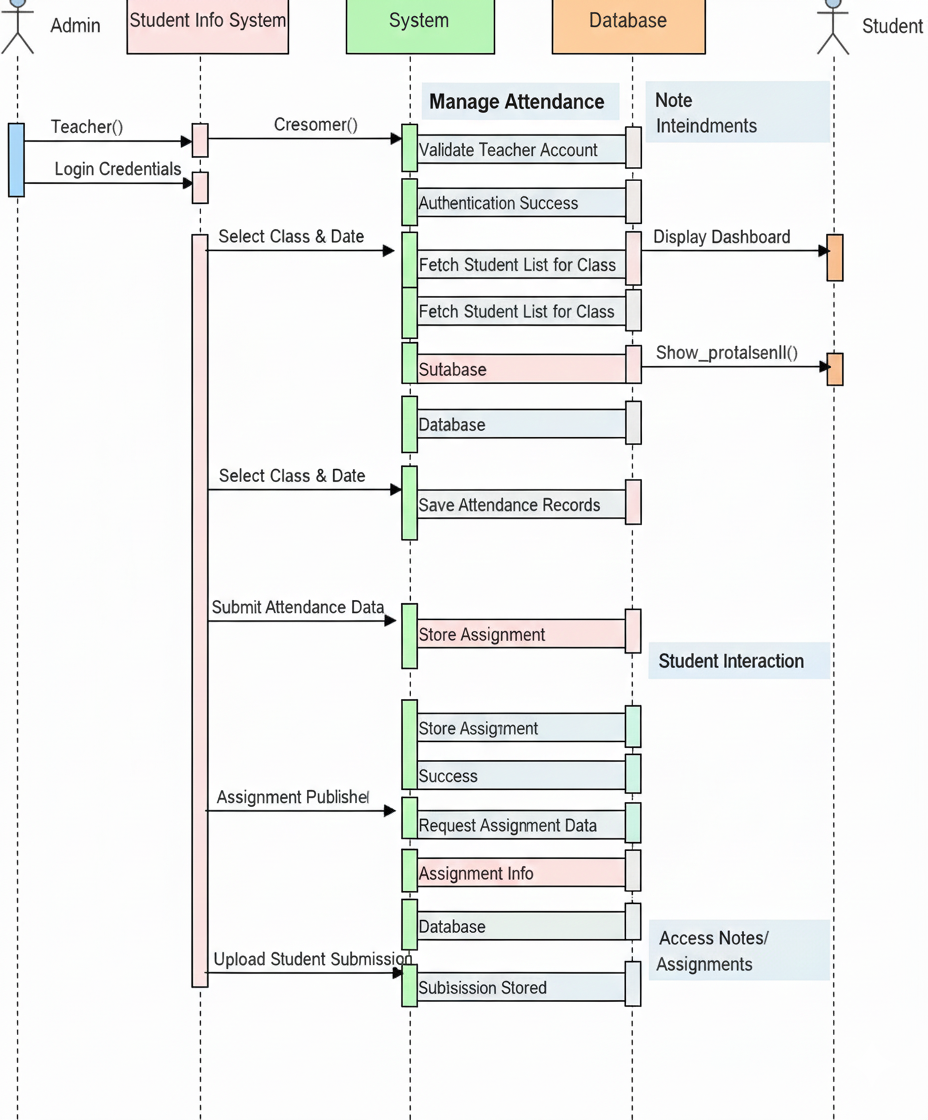 Admin
Student Info System
System
Database
Student
Manage Attendance
Note
Inteindments
Teacher()
Cresomer()
Validate Teacher Account
Login Credentials
Authentication Success
Select Class & Date
Display Dashboard
Fetch Student List for Class
Fetch Student List for Class
Show_protalsenII()
Sutabase
Database
Select Class & Date
Save Attendance Records
Submit Attendance Data
Store Assignment
Student Interaction
Store Assignment
Success
Assignment Publishe
Request Assignment Data
Assignment Info
Database
Access Notes/
Assignments
Upload Student Submission
Subisission Stored